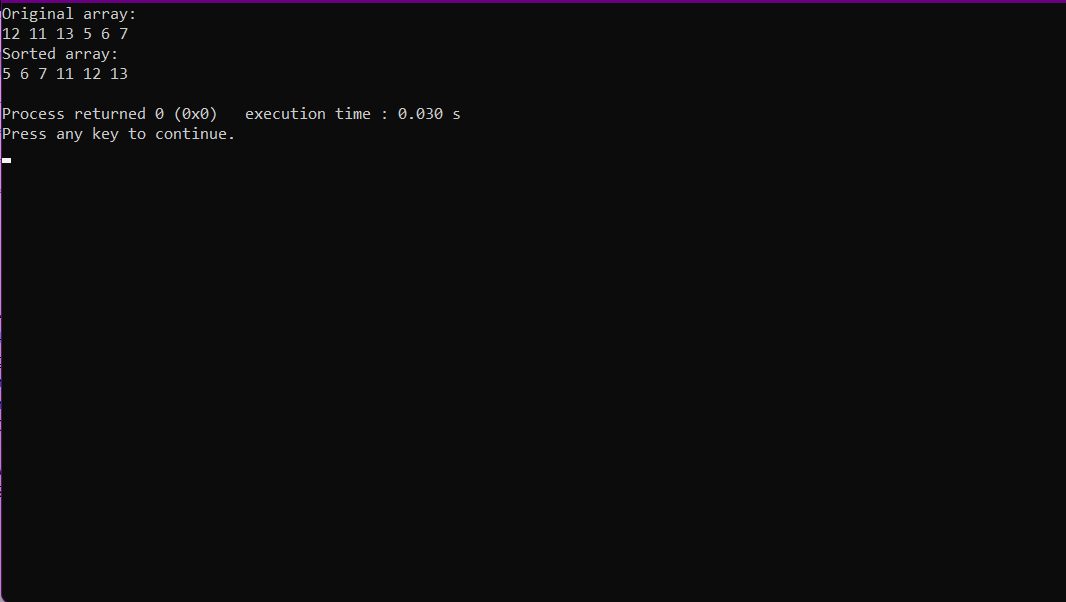 Original array:
12 11 13 5 6 7
Sorted array:
5 6 7 11 12 13
Process returned 0 (0x0)   execution time : 0.030 s
Press any key to continue.